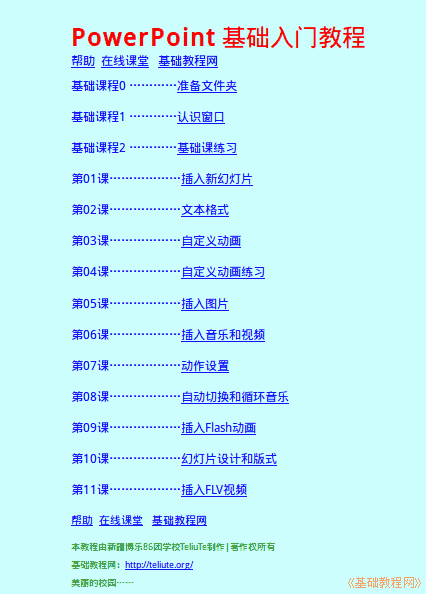 PowerPoint 基础入门教程
帮助 在线课堂 基础教程网
基础课程0 …………准备文件夹
基础课程1 …………认识窗口
基础课程2 …………基础课练习
第01课………………插入新幻灯片
第02课………………文本格式
第03课………………自定义动画
第04课………………自定义动画练习
第05课………………插入图片
第06课………………插入音乐和视频
第07课………………动作设置
第08课………………自动切换和循环音乐
第09课………………插入Flash动画
第10课………………幻灯片设计和版式
第11课………………插入FLV视频
帮助 在线课堂 基础教程网
本教程由新疆博乐86团学校TeliuTe制作|著作权所有
基础教程网：http://teliute.org/
美丽的校园……
《基础教程网》